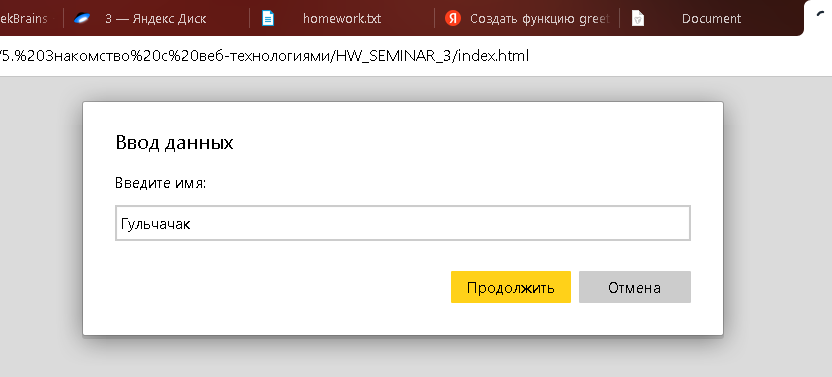 ekBrains 3 — Яндекс Диск homework.txt Создать функцию greet Document
/5.%20Знакомство%20с%20веб-технологиями/HW_SEMINAR_3/index.html
Ввод данных
Введите имя:
Гульчачак
Продолжить Отмена